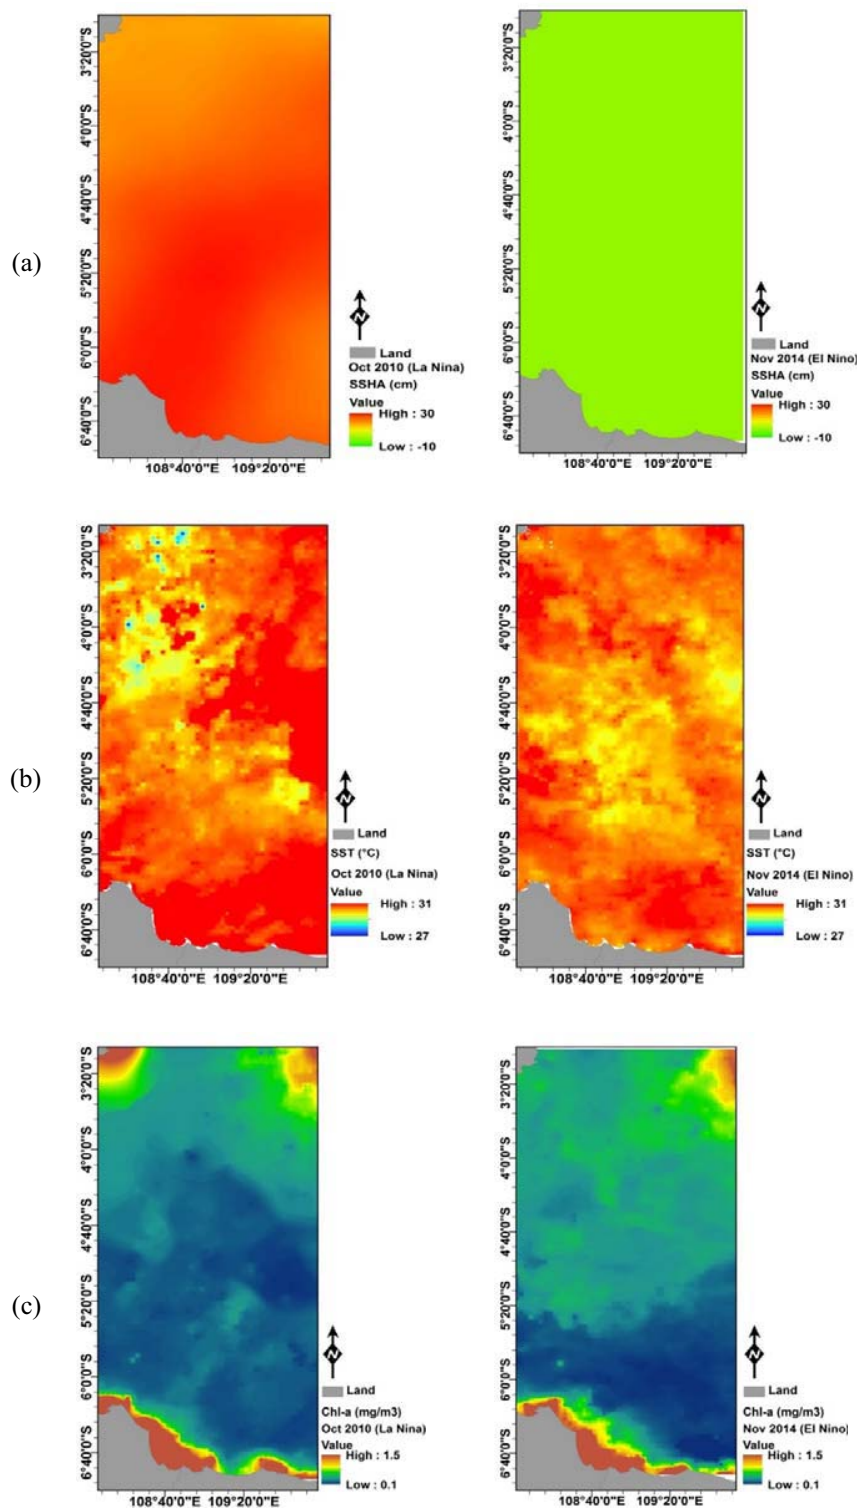 (a)
3°20'0"S
4°0'0"S
4°40'0"S
5°20'0"S
6°0'0"S
6°40'0"S
108°40'0"E 109°20'0"E
N
Land
Oct 2010 (La Nina)
SSHA (cm)
Value
High : 30
Low : -10
3°20'0"S
4°0'0"S
4°40'0"S
5°20'0"S
6°0'0"S
6°40'0"S
108°40'0"E 109°20'0"E
N
Land
Nov 2014 (El Nino)
SSHA (cm)
Value
High : 30
Low : -10
(b)
3°20'0"S
4°0'0"S
4°40'0"S
5°20'0"S
6°0'0"S
6°40'0"S
108°40'0"E 109°20'0"E
N
Land
SST (°C)
Oct 2010 (La Nina)
Value
High : 31
Low : 27
3°20'0"S
4°0'0"S
4°40'0"S
5°20'0"S
6°0'0"S
6°40'0"S
108°40'0"E 109°20'0"E
N
Land
SST (°C)
Nov 2014 (El Nino)
Value
High : 31
Low : 27
(c)
3°20'0"S
4°0'0"S
4°40'0"S
5°20'0"S
6°0'0"S
6°40'0"S
108°40'0"E 109°20'0"E
N
Land
Chl-a (mg/m3)
Oct 2010 (La Nina)
Value
High : 1.5
Low : 0.1
3°20'0"S
4°0'0"S
4°40'0"S
5°20'0"S
6°0'0"S
6°40'0"S
108°40'0"E 109°20'0"E
N
Land
Chl-a (mg/m3)
Nov 2014 (El Nino)
Value
High : 1.5
Low : 0.1